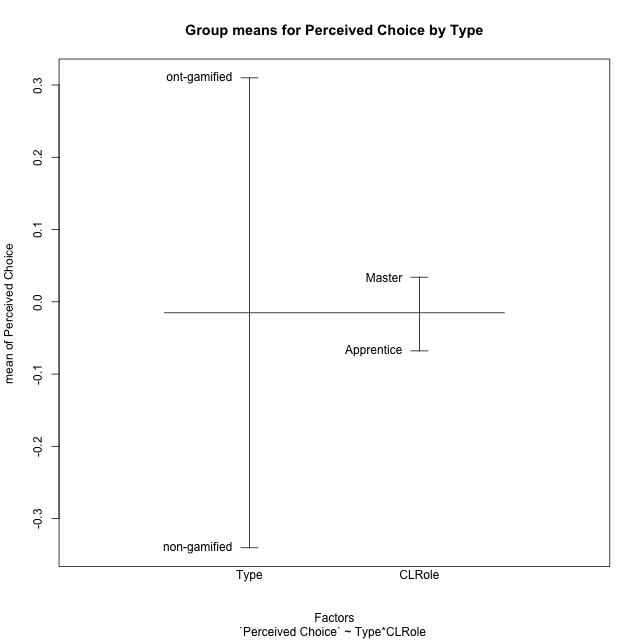 Group means for Perceived Choice by Type
mean of Perceived Choice
0.3
0.2
0.1
0.0
-0.1
-0.2
-0.3
ont-gamified
Master
Apprentice
non-gamified
Type
CLRole
Factors
`Perceived Choice` ~ Type*CLRole